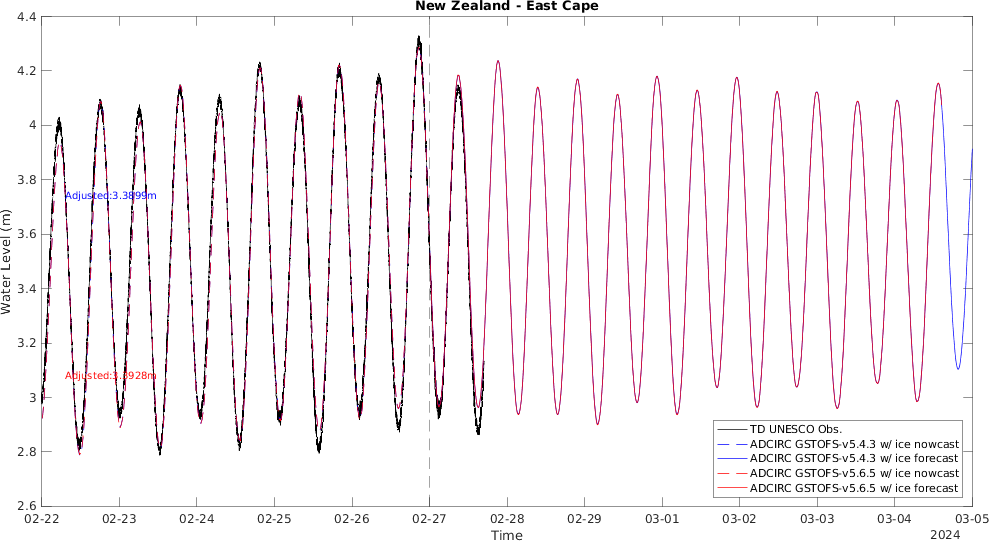 New Zealand - East Cape
4.4
4.2
4
3.8
3.6
3.4
3.2
3
2.8
2.6
Water Level (m)
Adjusted:3.3899m
Adjusted:3.3928m
TD UNESCO Obs.
ADCIRC GSTOFS-v5.4.3 w/ ice nowcast
ADCIRC GSTOFS-v5.4.3 w/ ice forecast
ADCIRC GSTOFS-v5.6.5 w/ ice nowcast
ADCIRC GSTOFS-v5.6.5 w/ ice forecast
02-22 02-23 02-24 02-25 02-26 02-27 02-28 02-29 03-01 03-02 03-03 03-04 03-05
Time
2024